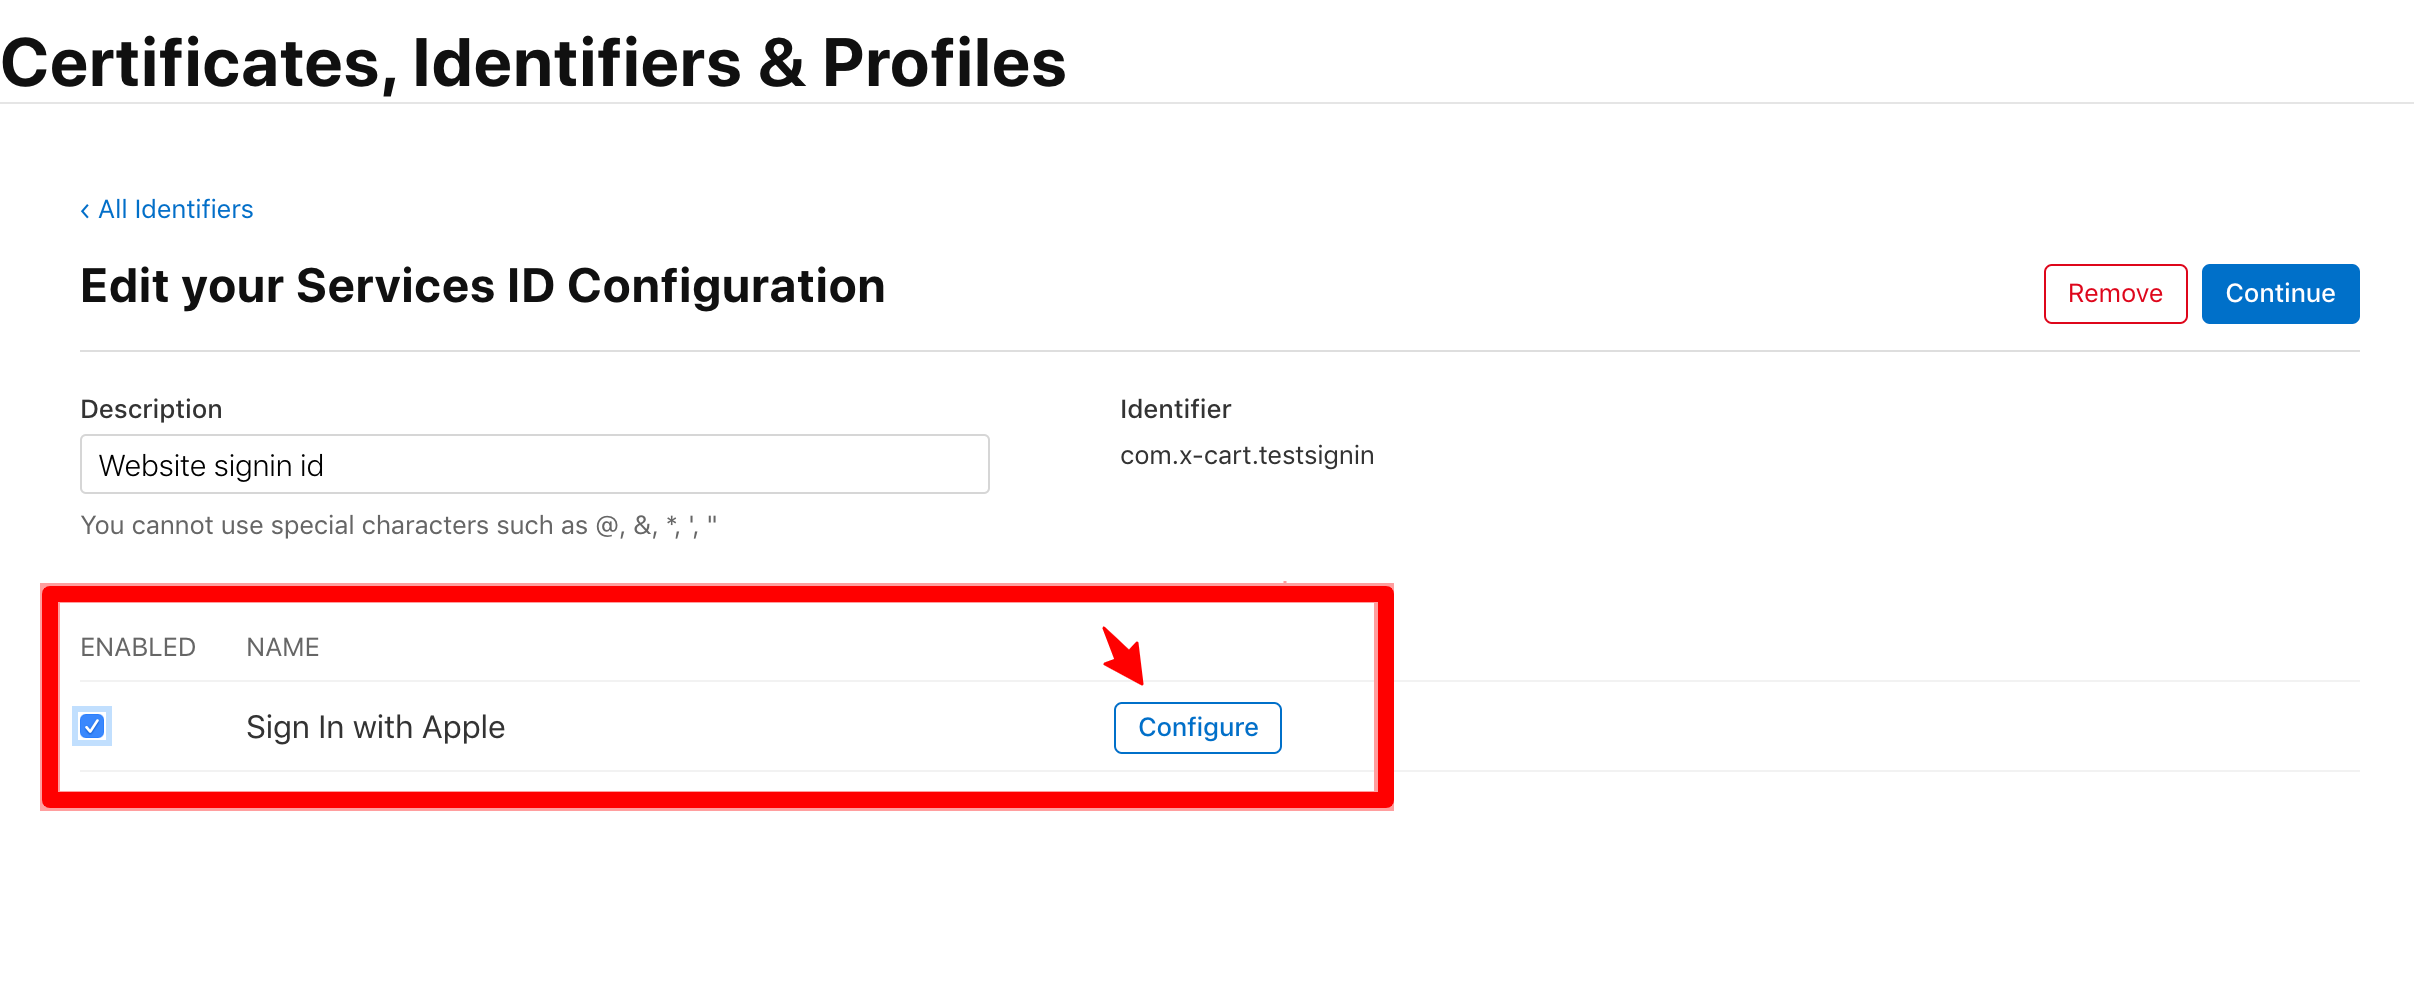 Certificates, Identifiers & Profiles
‹ All Identifiers
Edit your Services ID Configuration
Remove
Continue
Description
Identifier
Website signin id
com.x-cart.testsignin
You cannot use special characters such as @, &, *, ', "
ENABLED NAME
Sign In with Apple
Configure